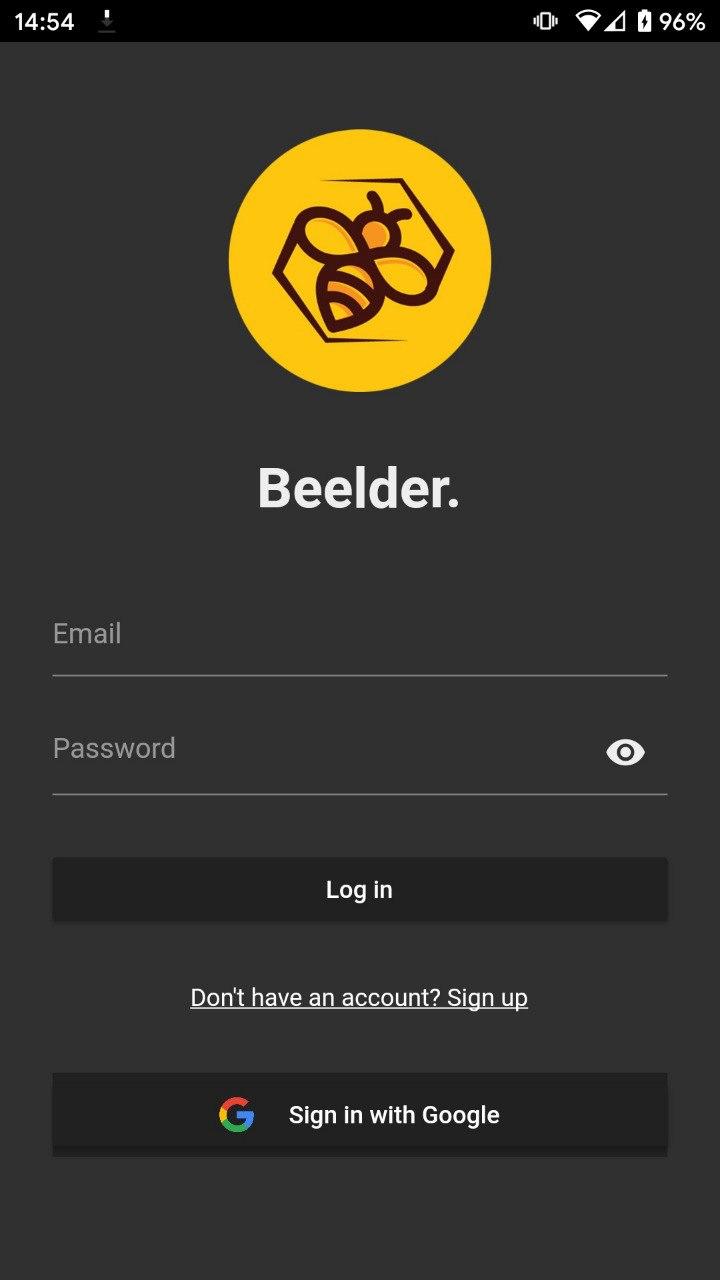 14:54 96%
Beelder.
Email
Password
Log in
Don't have an account? Sign up
Sign in with Google